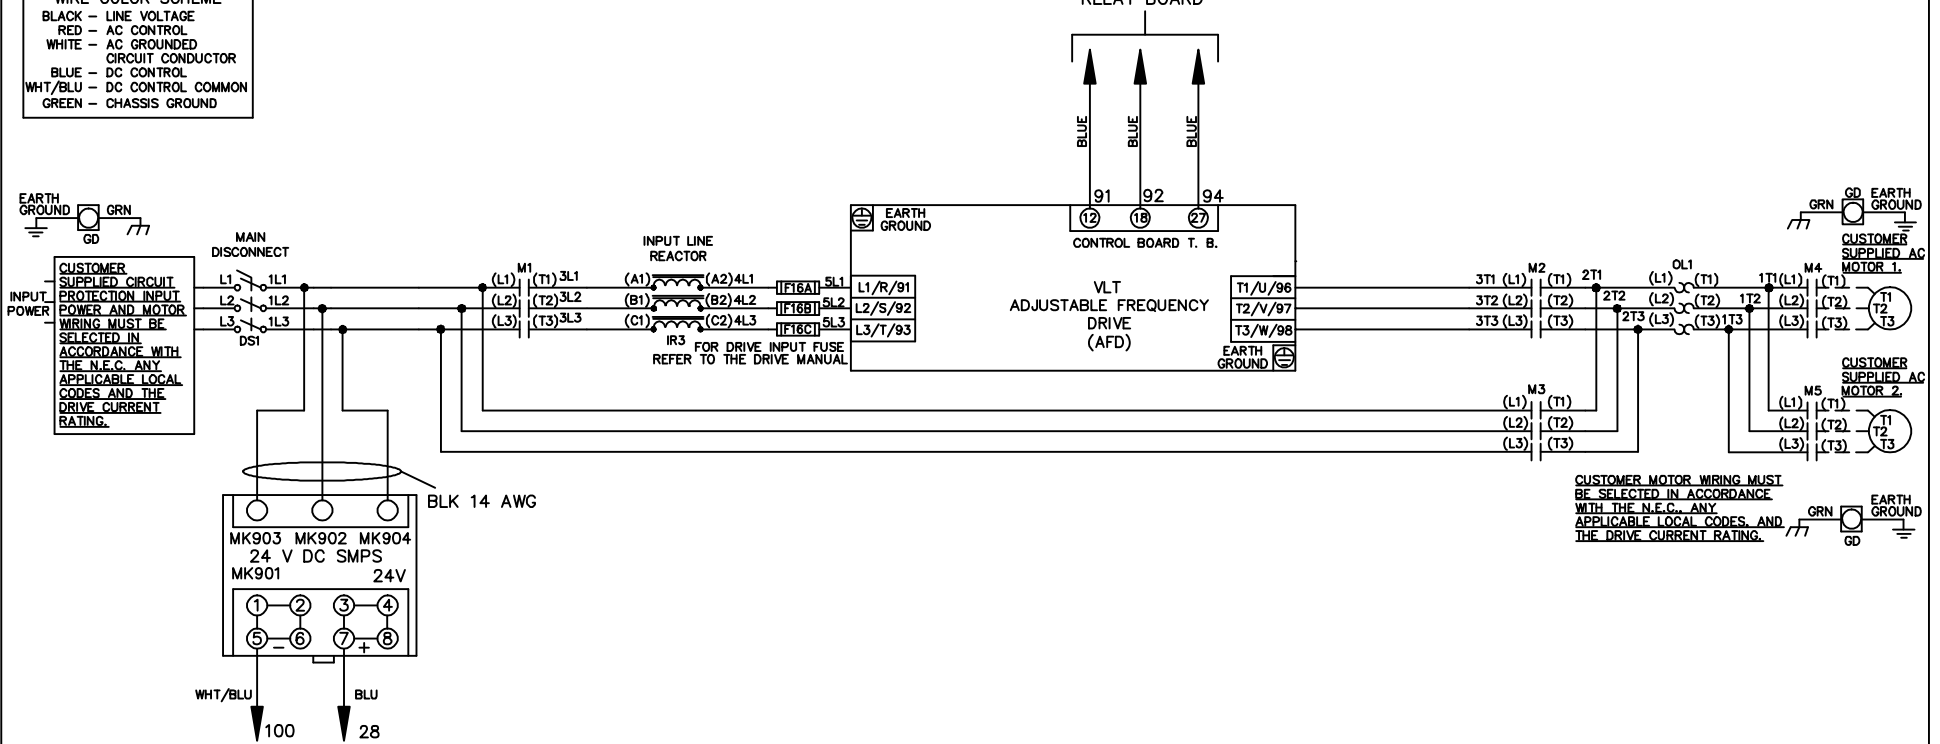 WIRE COLOR SCHEME
BLACK – LINE VOLTAGE
RED – AC CONTROL
WHITE – AC GROUNDED
CIRCUIT CONDUCTOR
BLUE – DC CONTROL
WHT/BLU – DC CONTROL COMMON
GREEN – CHASSIS GROUND
RELAY BOARD
BLUE
BLUE
BLUE
91
92
94
12
18
27
CONTROL BOARD T. B.
EARTH
GROUND
GRN
GD
MAIN
DISCONNECT
INPUT
POWER
CUSTOMER
SUPPLIED CIRCUIT
PROTECTION INPUT
POWER AND MOTOR
WIRING MUST BE
SELECTED IN
ACCORDANCE WITH
THE N.E.C. ANY
APPLICABLE LOCAL
CODES AND THE
DRIVE CURRENT
RATING.
L1 1L1
L2 1L2
L3 1L3
DS1
M1
(L1) (T1) 3L1
(L2) (T2) 3L2
(L3) (T3) 3L3
INPUT LINE
REACTOR
(A1) (A2) 4L1
(B1) (B2) 4L2
(C1) (C2) 4L3
IR3
F16A 5L1
F16B 5L2
F16C 5L3
FOR DRIVE INPUT FUSE
REFER TO THE DRIVE MANUAL
EARTH
GROUND
L1/R/91
L2/S/92
L3/T/93
VLT
ADJUSTABLE FREQUENCY
DRIVE
(AFD)
T1/U/96
T2/V/97
T3/W/98
EARTH
GROUND
M2
3T1 (L1) (T1) 2T1
3T2 (L2) (T2) 2T2
3T3 (L3) (T3) 2T3
OL1
(L1) (T1) 1T1
(L2) (T2) 1T2
(L3) (T3) 1T3
GRN
GD
EARTH
GROUND
CUSTOMER
SUPPLIED AC
MOTOR 1.
M4
(L1) (T1)
(L2) (T2)
(L3) (T3)
T1
T2
T3
M3
(L1) (T1)
(L2) (T2)
(L3) (T3)
CUSTOMER
SUPPLIED AC
MOTOR 2.
M5
(L1) (T1)
(L2) (T2)
(L3) (T3)
T1
T2
T3
CUSTOMER MOTOR WIRING MUST
BE SELECTED IN ACCORDANCE
WITH THE N.E.C., ANY
APPLICABLE LOCAL CODES, AND
THE DRIVE CURRENT RATING.
GRN
GD
EARTH
GROUND
BLK 14 AWG
MK903 MK902 MK904
24 V DC SMPS
MK901 24V
1 2 3 4
5 – 6 7 + 8
WHT/BLU
BLU
100
28